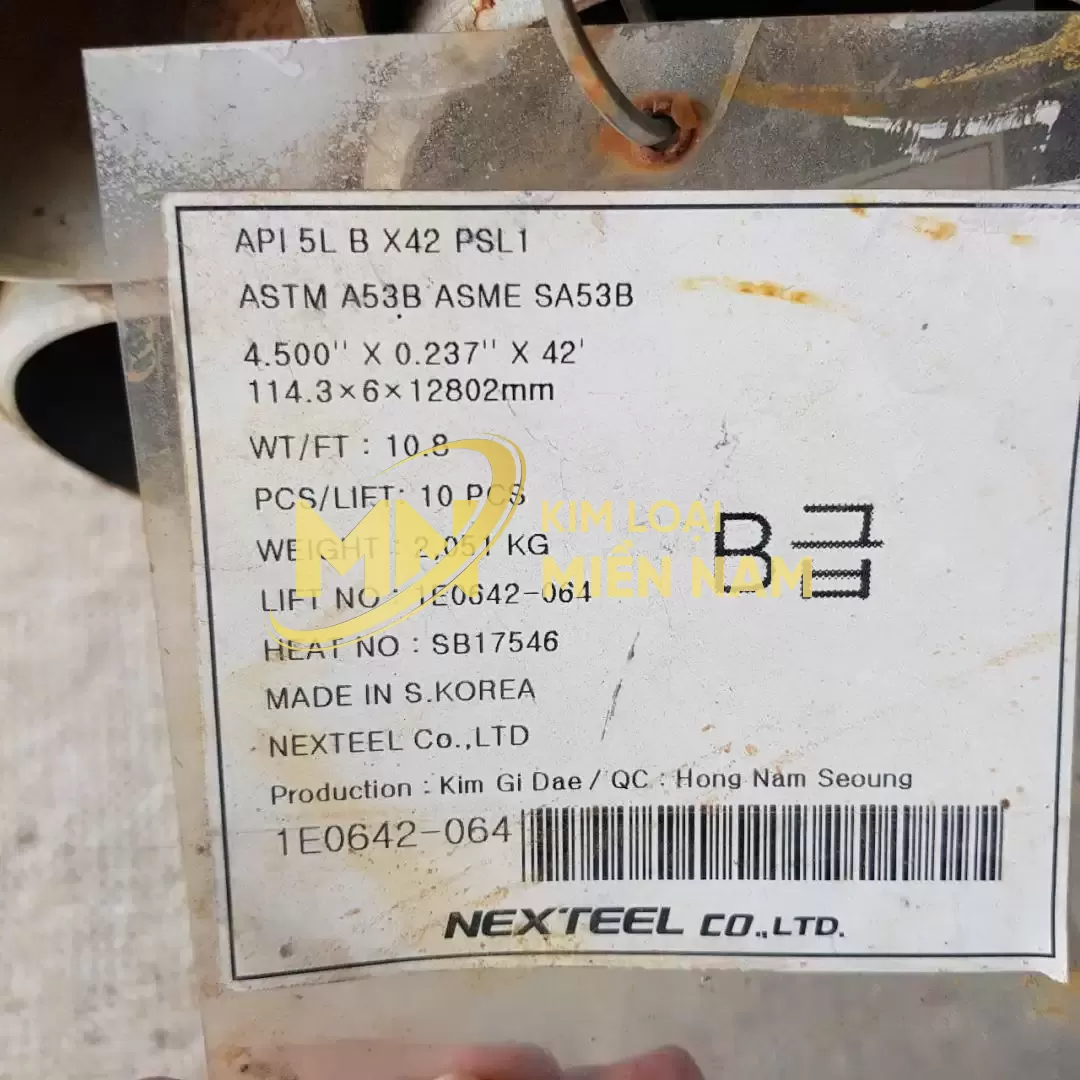 API 5L B X42 PSL1
ASTM A53B ASME SA53B
4.500'' X 0.237'' X 42'
114.3×6×12802mm
WT/FT : 10.8
PCS/LIFT: 10 PCS
WEIGHT : 2,051 KG
LIFT NO : 1E0642-064
HEAT NO : SB17546
MADE IN S.KOREA
NEXTEEL Co.,LTD
Production : Kim Gi Dae / QC : Hong Nam Seoung
1E0642-064
NEXTEEL CO.,LTD.
B급
MN KIM LOẠI
MIỀN NAM